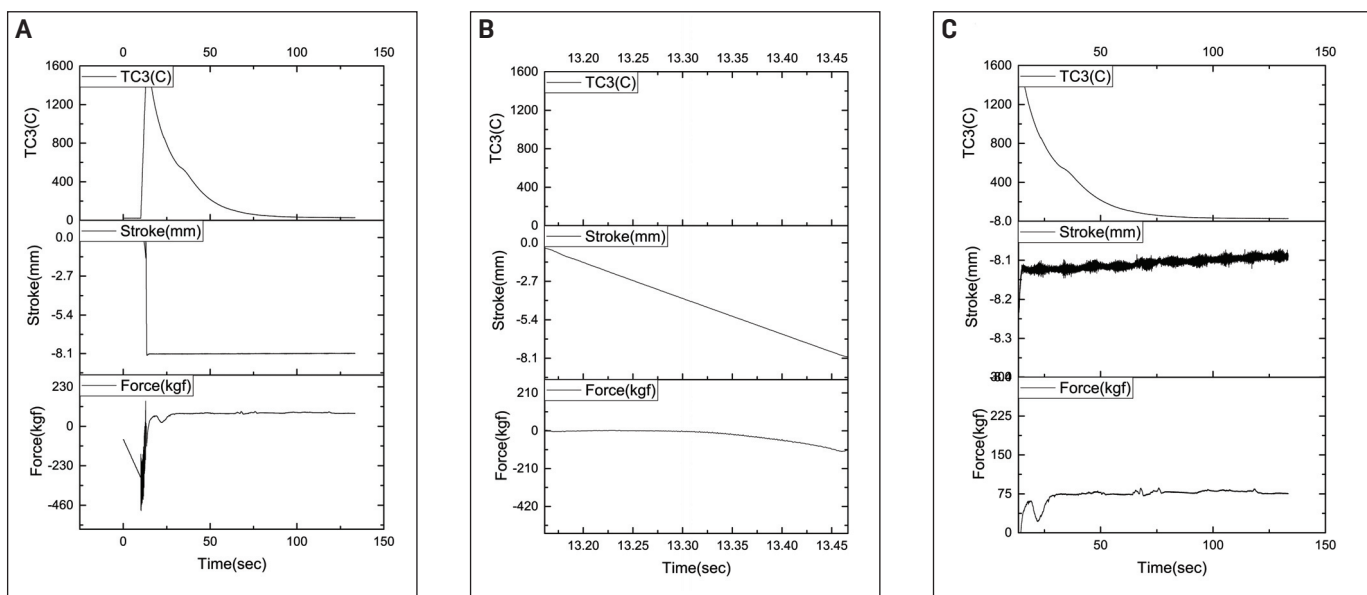 A
0 50 100 150
1600
1200
800
400
0
TC3(C)
TC3(C)
0.0
-2.7
-5.4
-8.1
Stroke(mm)
Stroke(mm)
230
0
-230
-460
Force(kgf)
Force(kgf)
0 50 100 150
Time(sec)
B
13.20 13.25 13.30 13.35 13.40 13.45
1600
1200
800
400
0
TC3(C)
TC3(C)
0.0
-2.7
-5.4
-8.1
Stroke(mm)
Stroke(mm)
210
0
-210
-420
Force(kgf)
Force(kgf)
13.20 13.25 13.30 13.35 13.40 13.45
Time(sec)
C
50 100 150
1600
1200
800
400
TC3(C)
TC3(C)
-8.0
-8.1
-8.2
-8.3
Stroke(mm)
Stroke(mm)
225
150
75
0
Force(kgf)
Force(kgf)
50 100 150
Time(sec)